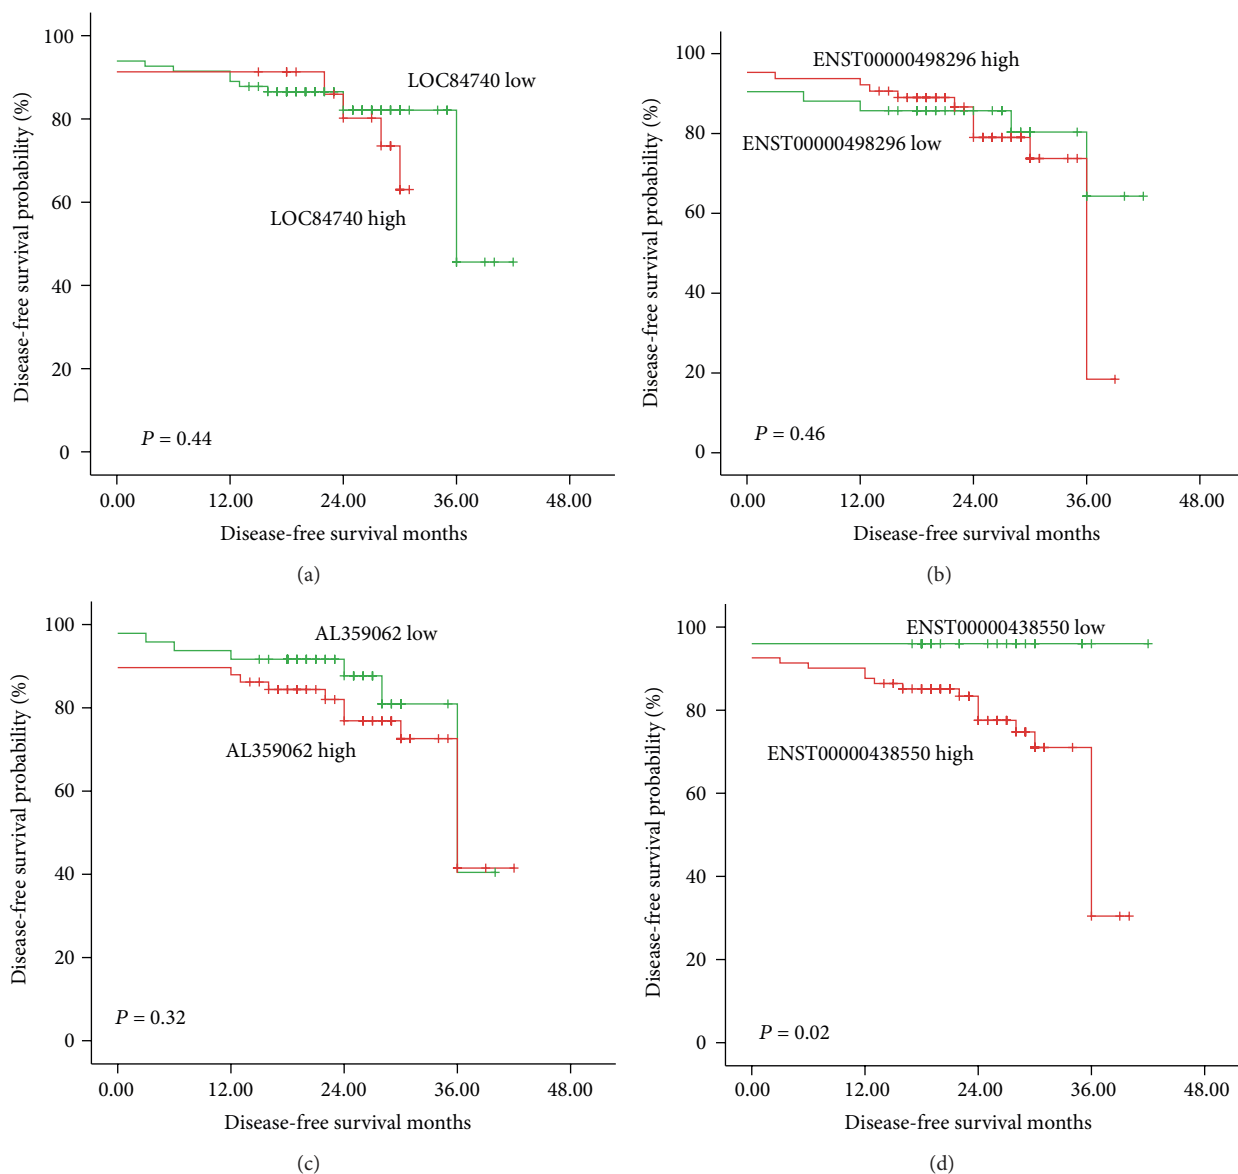 100
80
60
40
20
0
Disease-free survival probability (%)
LOC84740 low
LOC84740 high
P = 0.44
0.00 12.00 24.00 36.00 48.00
Disease-free survival months
(a)
100
80
60
40
20
0
Disease-free survival probability (%)
ENST00000498296 high
ENST00000498296 low
P = 0.46
0.00 12.00 24.00 36.00 48.00
Disease-free survival months
(b)
100
80
60
40
20
0
Disease-free survival probability (%)
AL359062 low
AL359062 high
P = 0.32
0.00 12.00 24.00 36.00 48.00
Disease-free survival months
(c)
100
80
60
40
20
0
Disease-free survival probability (%)
ENST00000438550 low
ENST00000438550 high
P = 0.02
0.00 12.00 24.00 36.00 48.00
Disease-free survival months
(d)